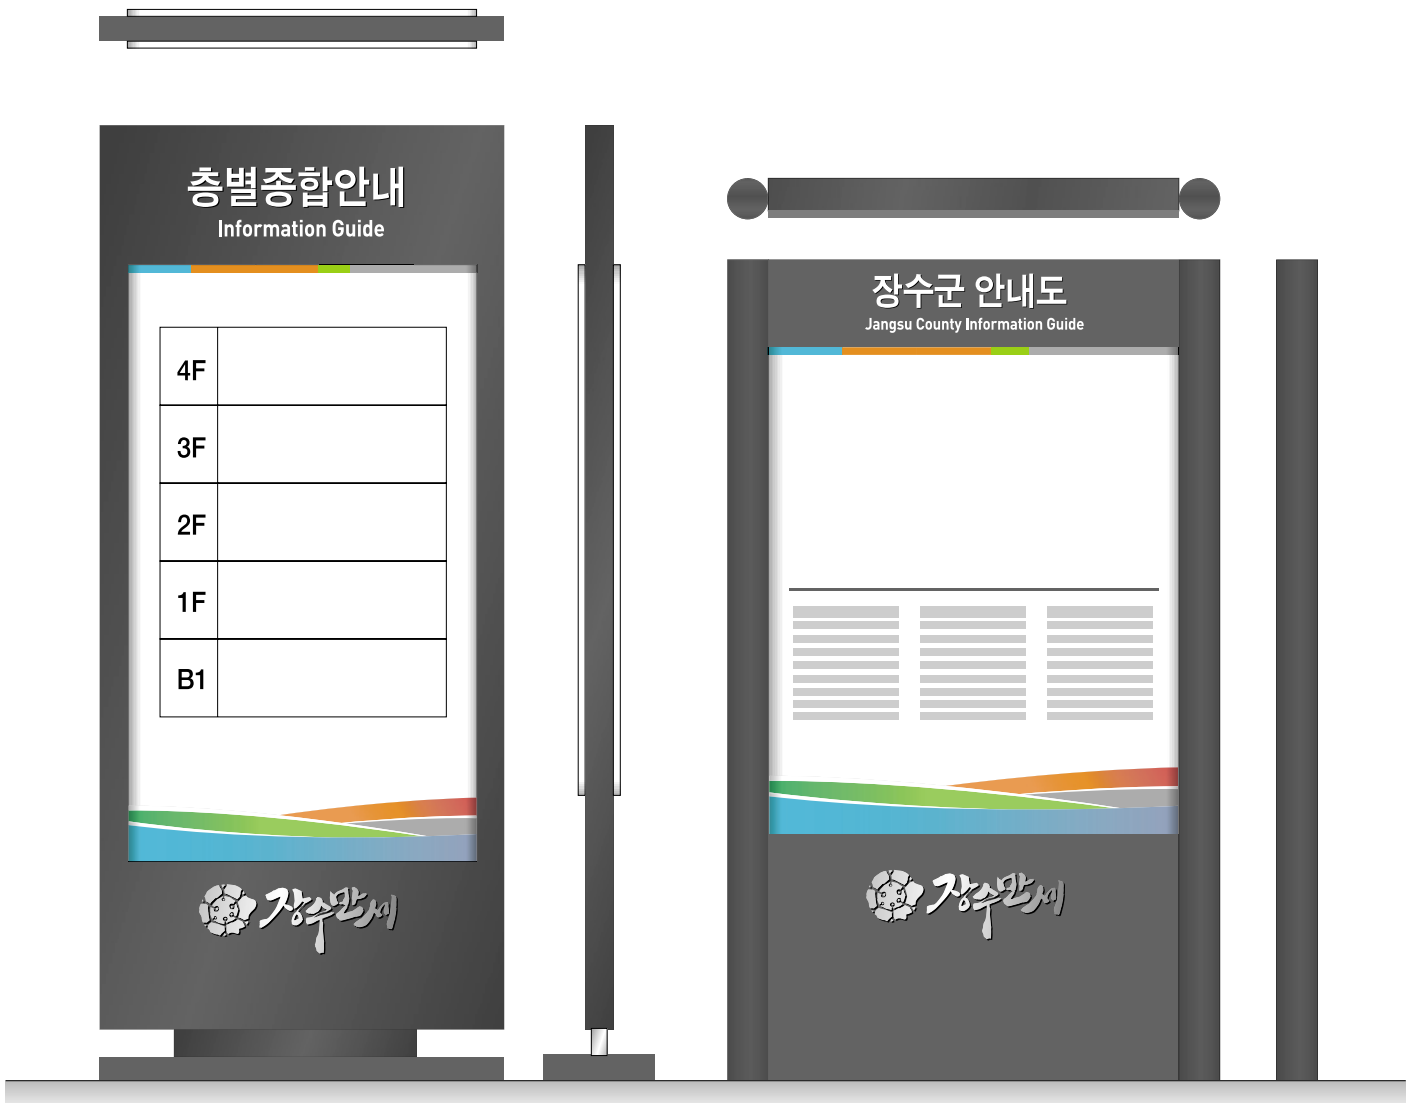 층별종합안내
Information Guide
4F
3F
2F
1F
B1
장수만세
장수군 안내도
Jangsu County Information Guide
장수만세